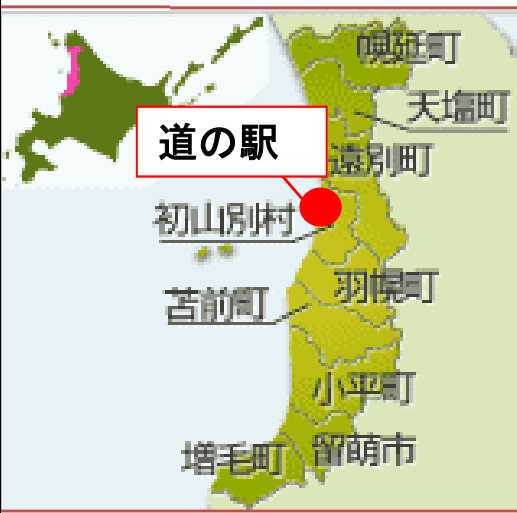 幌延町
天塩町
道の駅
遠別町
初山別村
羽幌町
苫前町
小平町
留萌市
増毛町